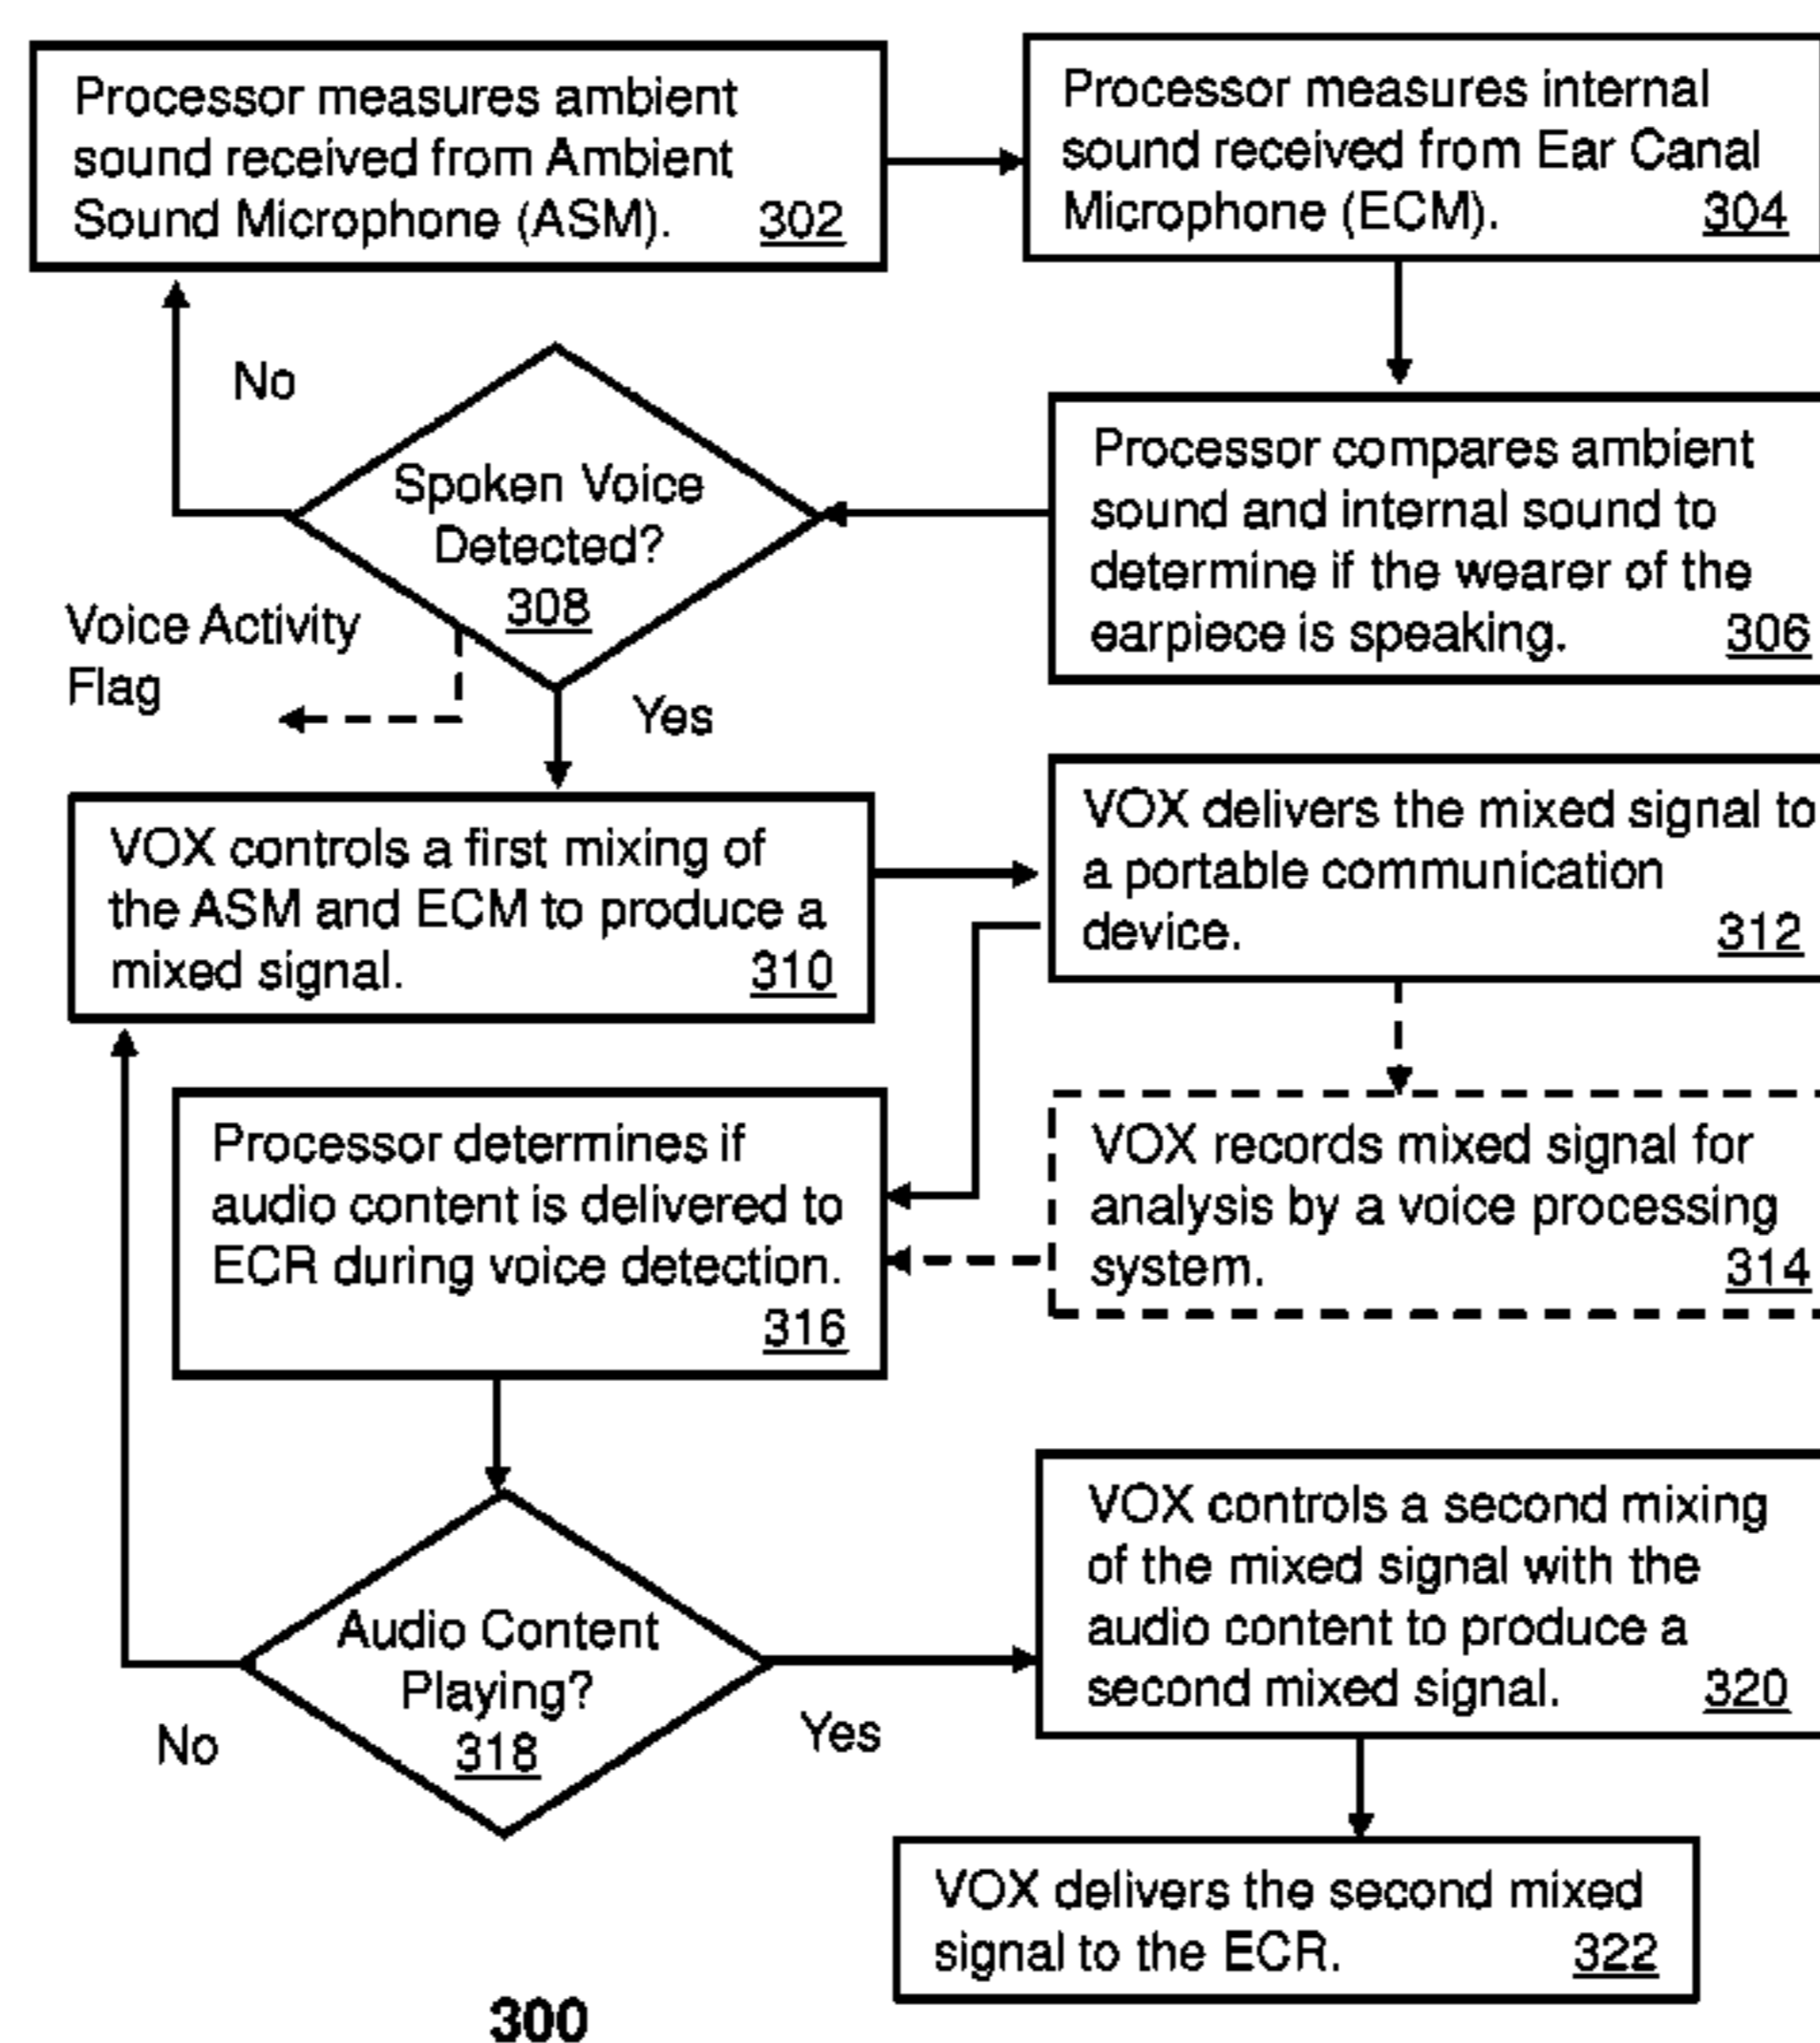 Processor measures ambient
sound received from Ambient
Sound Microphone (ASM).
302
Processor measures internal
sound received from Ear Canal
Microphone (ECM).
304
No
Spoken Voice
Detected?
308
Processor compares ambient
sound and internal sound to
determine if the wearer of the
earpiece is speaking.
306
Voice Activity
Flag
Yes
VOX controls a first mixing of
the ASM and ECM to produce a
mixed signal.
310
VOX delivers the mixed signal to
a portable communication
device.
312
Processor determines if
audio content is delivered to
ECR during voice detection.
316
VOX records mixed signal for
analysis by a voice processing
system.
314
Audio Content
Playing?
318
No
Yes
VOX controls a second mixing
of the mixed signal with the
audio content to produce a
second mixed signal.
320
VOX delivers the second mixed
signal to the ECR.
322
300